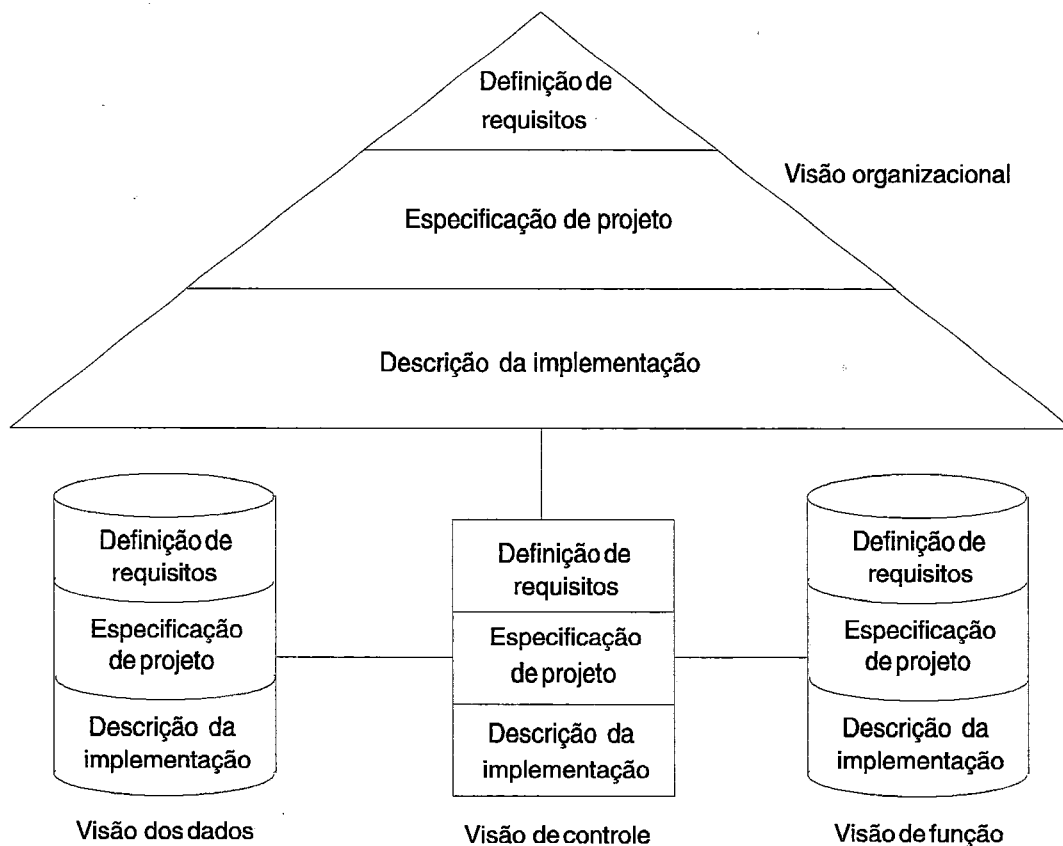 Definição de
requisitos
Visão organizacional
Especificação de projeto
Descrição da implementação
Definição de
requisitos
Especificação
de projeto
Descrição da
implementação
Visão dos dados
Definição de
requisitos
Especificação
de projeto
Descrição da
implementação
Visão de controle
Definição de
requisitos
Especificação
de projeto
Descrição da
implementação
Visão de função